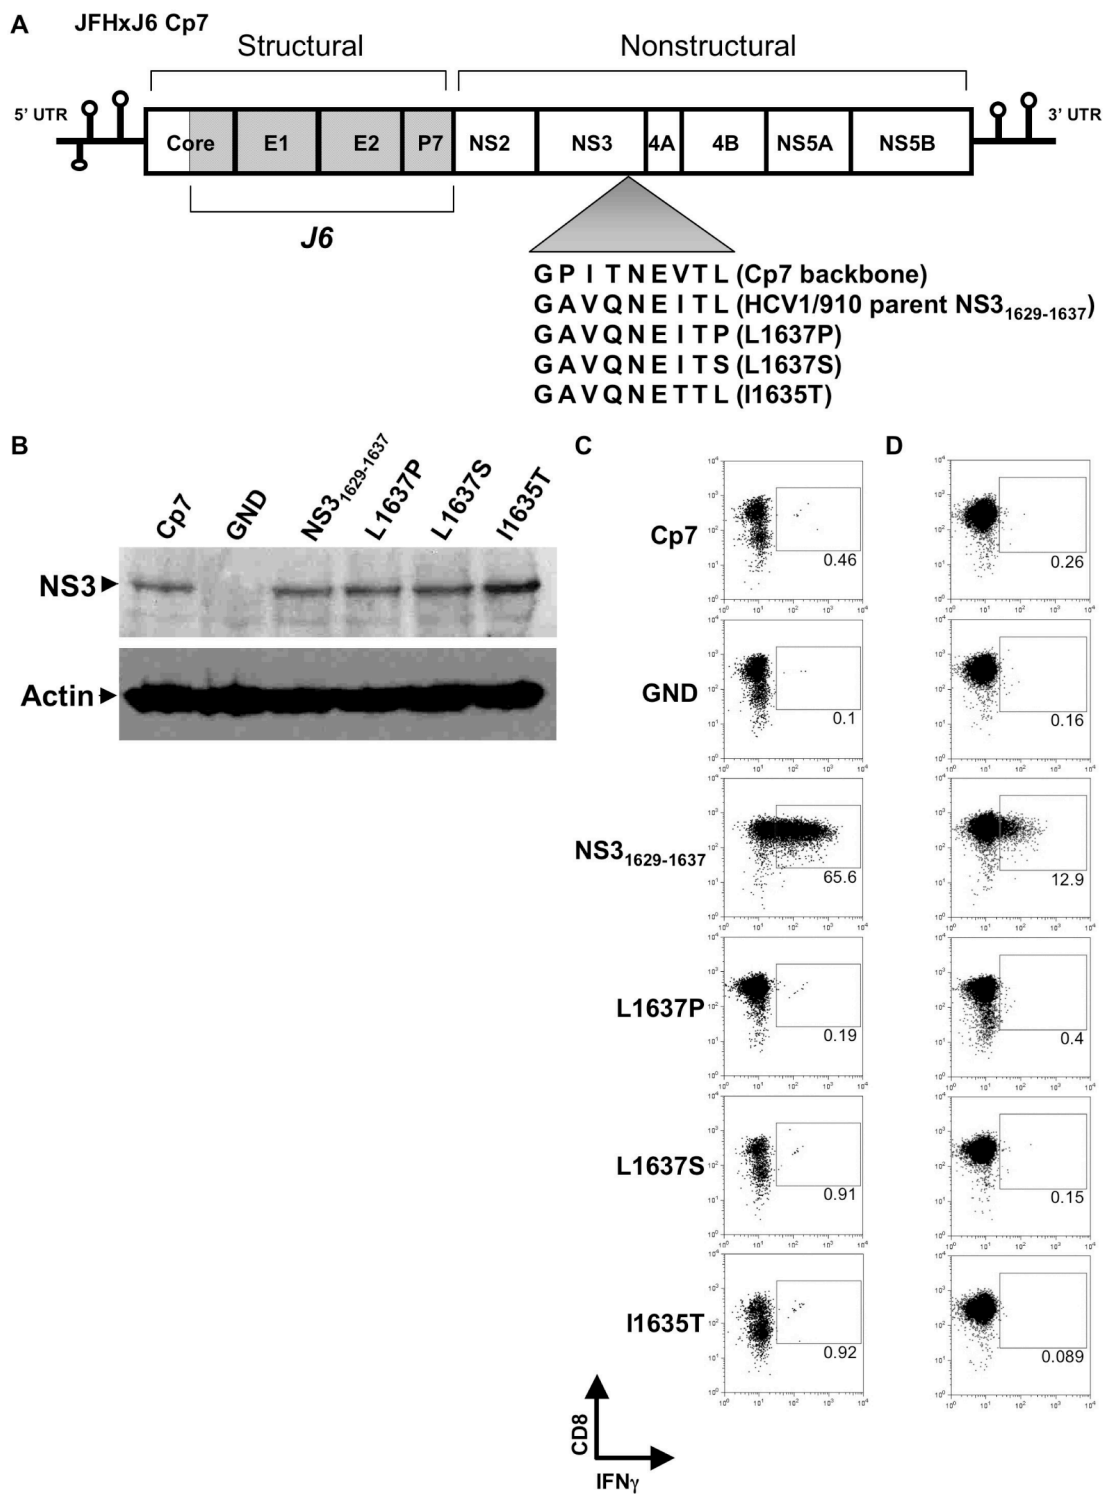 A JFHxJ6 Cp7
Structural Nonstructural
5' UTR Core E1 E2 P7 NS2 NS3 4A 4B NS5A NS5B 3' UTR
J6
G P I T N E V T L (Cp7 backbone)
G A V Q N E I T L (HCV1/910 parent NS3₁₆₂₉₋₁₆₃₇)
G A V Q N E I T P (L1637P)
G A V Q N E I T S (L1637S)
G A V Q N E T T L (I1635T)
B
Cp7 GND NS3₁₆₂₉₋₁₆₃₇ L1637P L1637S I1635T
NS3
Actin
C D
Cp7
0.46 0.26
GND
0.1 0.16
NS3₁₆₂₉₋₁₆₃₇
65.6 12.9
L1637P
0.19 0.4
L1637S
0.91 0.15
I1635T
0.92 0.089
CD8
IFNγ